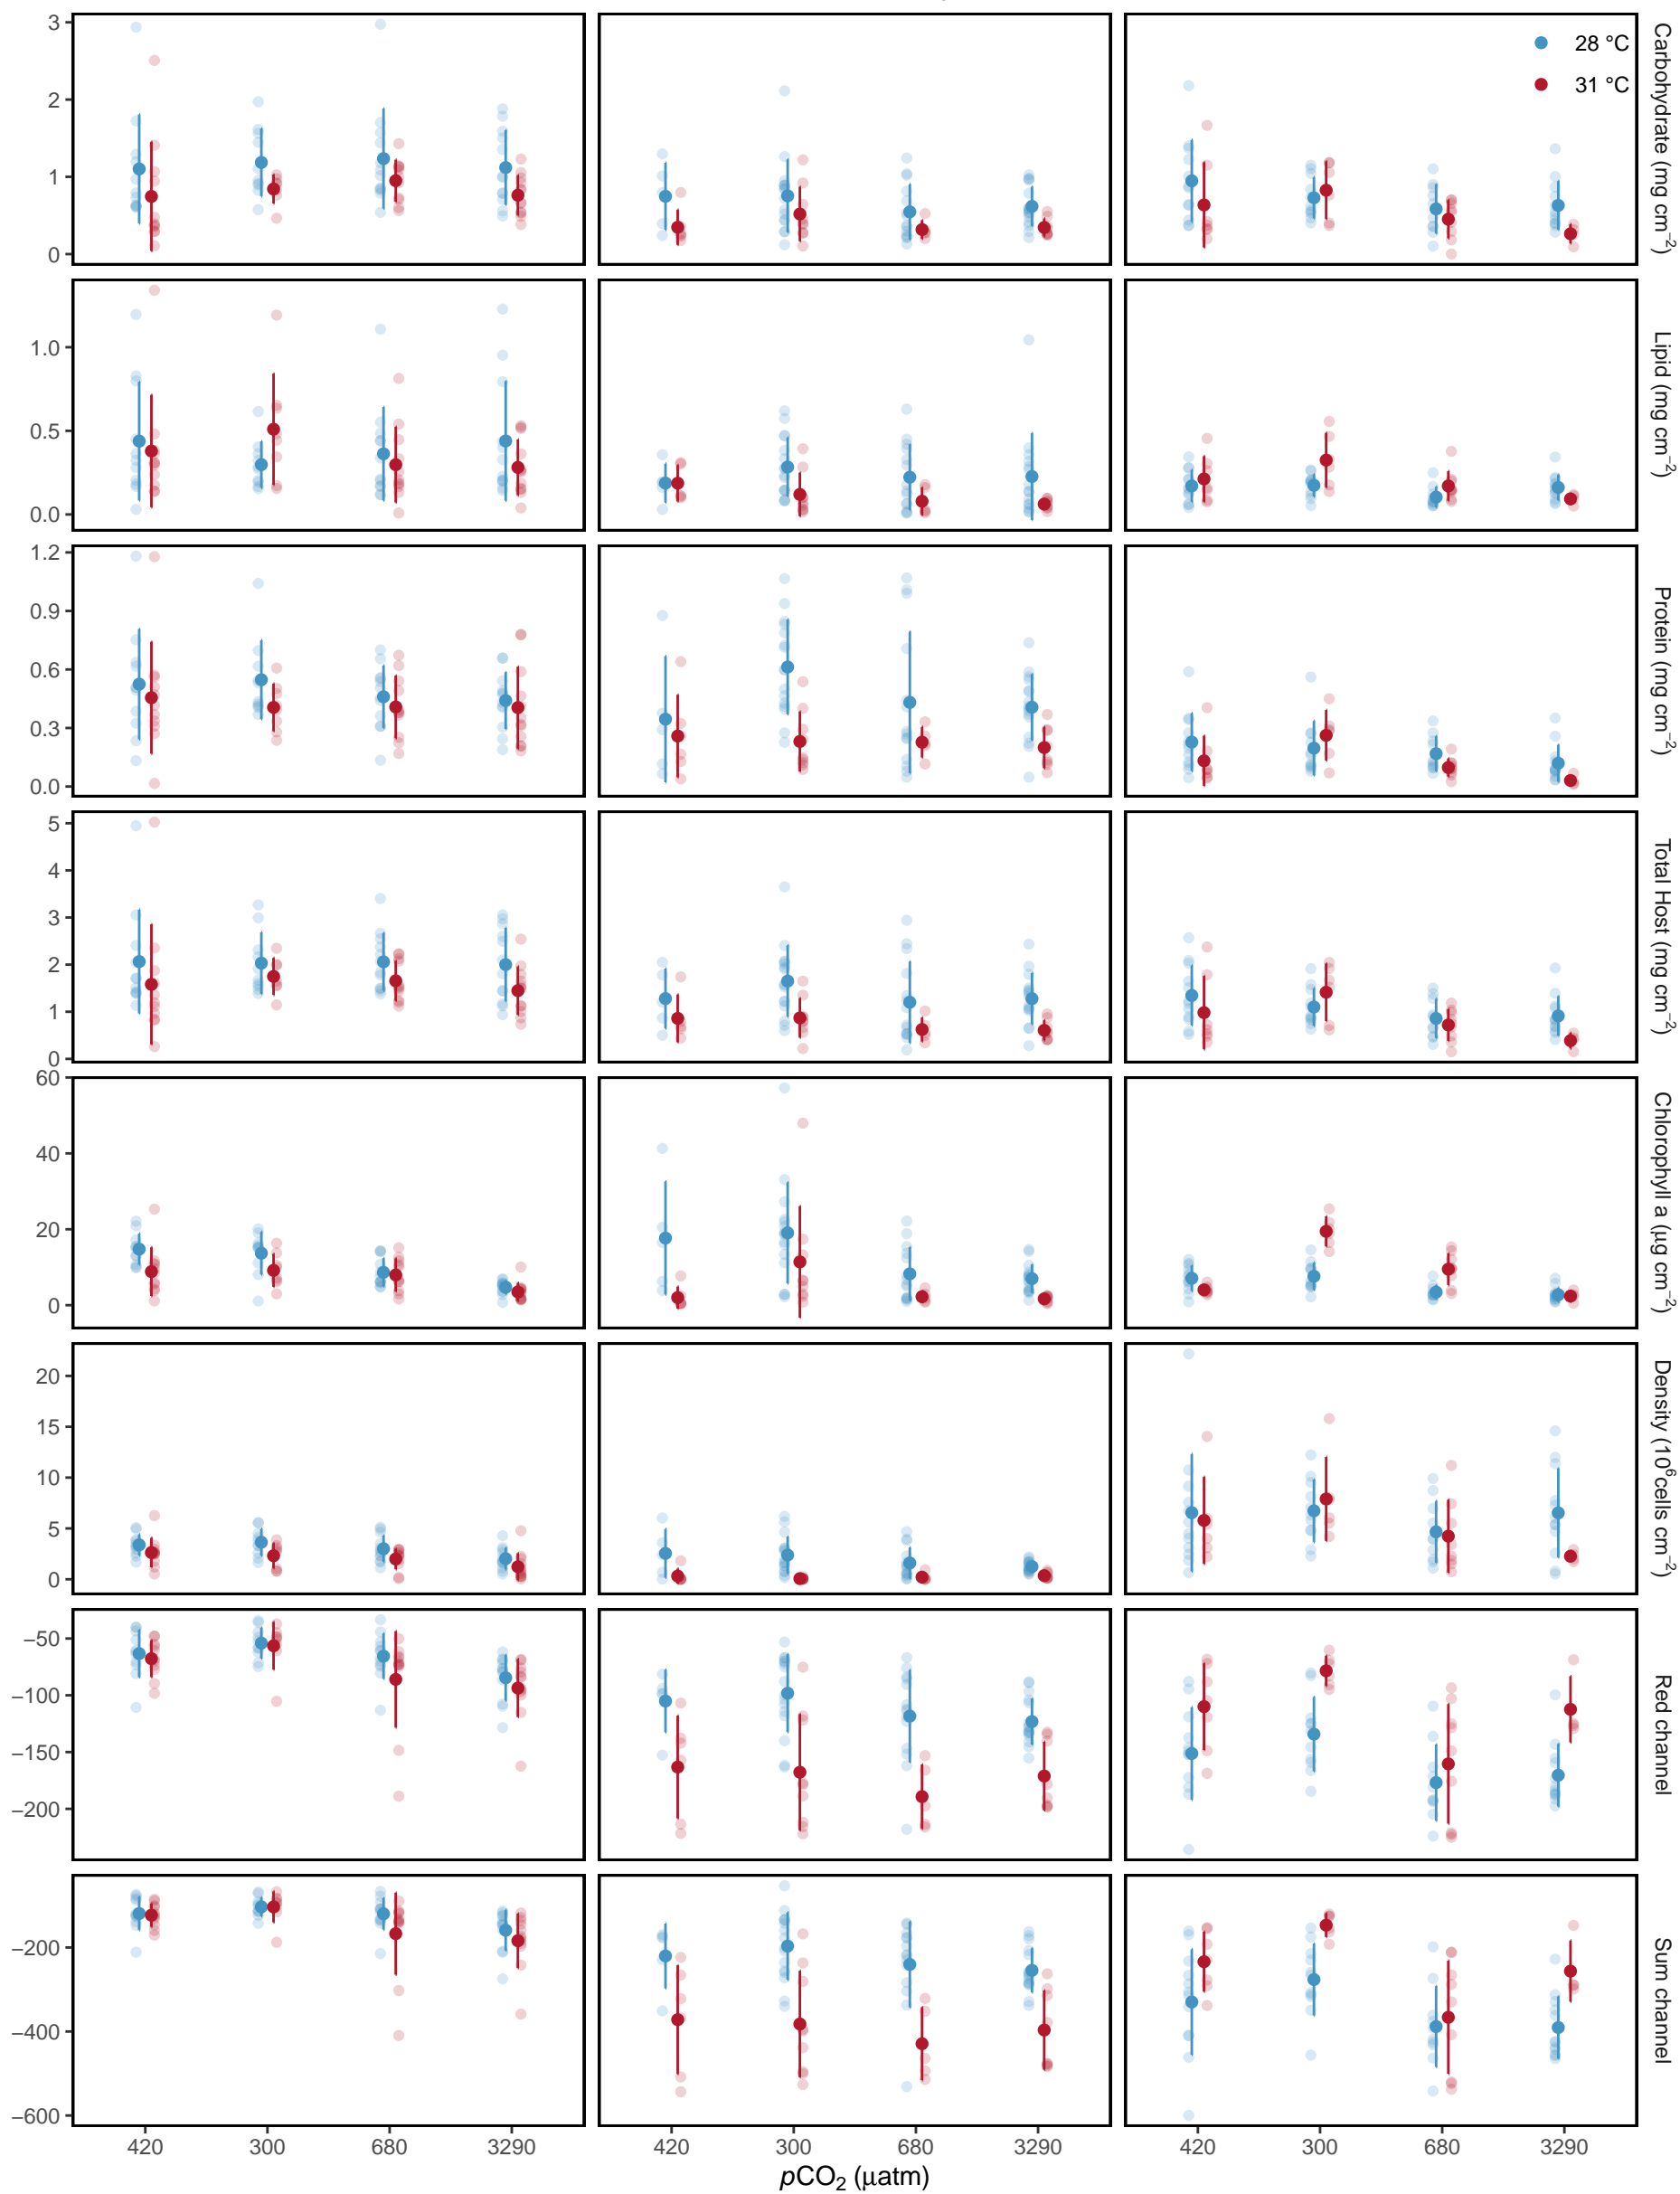 3
2
1
0
28 °C
31 °C
Carbohydrate (mg cm⁻²)
1.0
0.5
0.0
Lipid (mg cm⁻²)
1.2
0.9
0.6
0.3
0.0
Protein (mg cm⁻²)
5
4
3
2
1
0
Total Host (mg cm⁻²)
60
40
20
0
Chlorophyll a (μg cm⁻²)
20
15
10
5
0
Density (10⁶cells cm⁻²)
−50
−100
−150
−200
Red channel
−200
−400
−600
Sum channel
420 300 680 3290 420 300 680 3290 420 300 680 3290
pCO₂ (μatm)